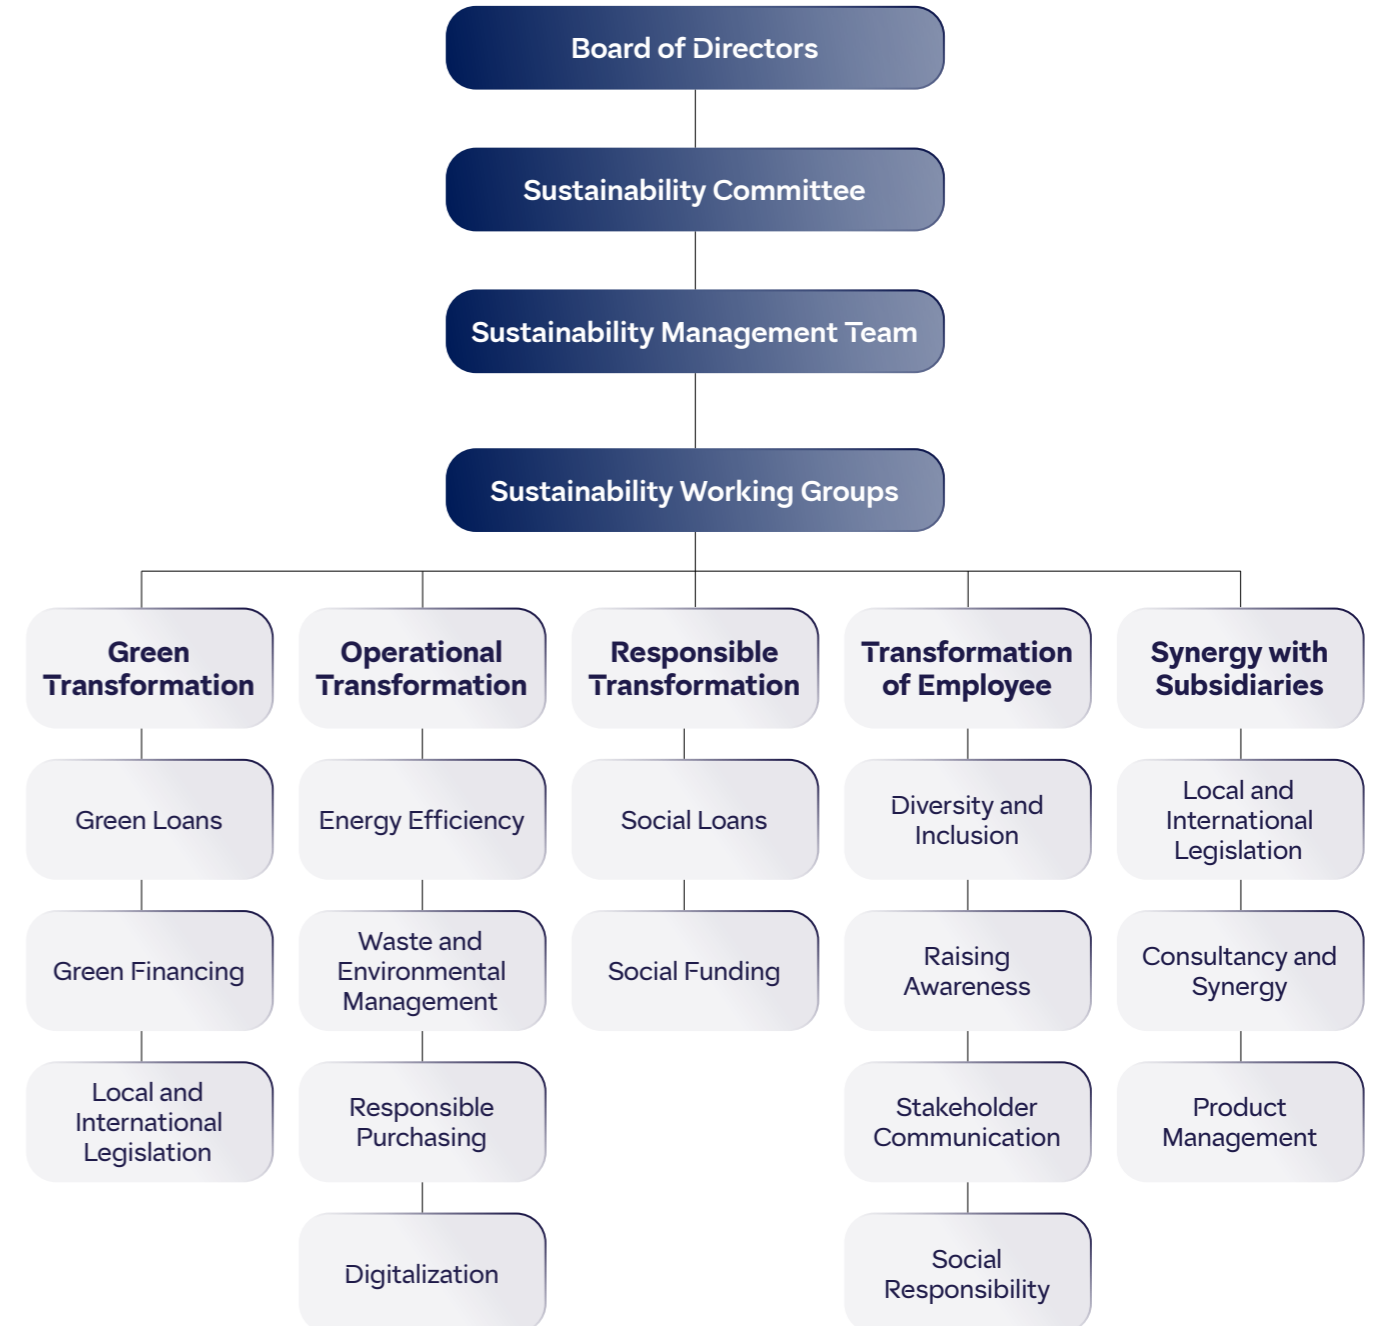 Board of Directors
Sustainability Committee
Sustainability Management Team
Sustainability Working Groups
Green
Transformation
Green Loans
Green Financing
Local and
International
Legislation
Operational
Transformation
Energy Efficiency
Waste and
Environmental
Management
Responsible
Purchasing
Digitalization
Responsible
Transformation
Social Loans
Social Funding
Transformation
of Employee
Diversity and
Inclusion
Raising
Awareness
Stakeholder
Communication
Social
Responsibility
Synergy with
Subsidiaries
Local and
International
Legislation
Consultancy and
Synergy
Product
Management